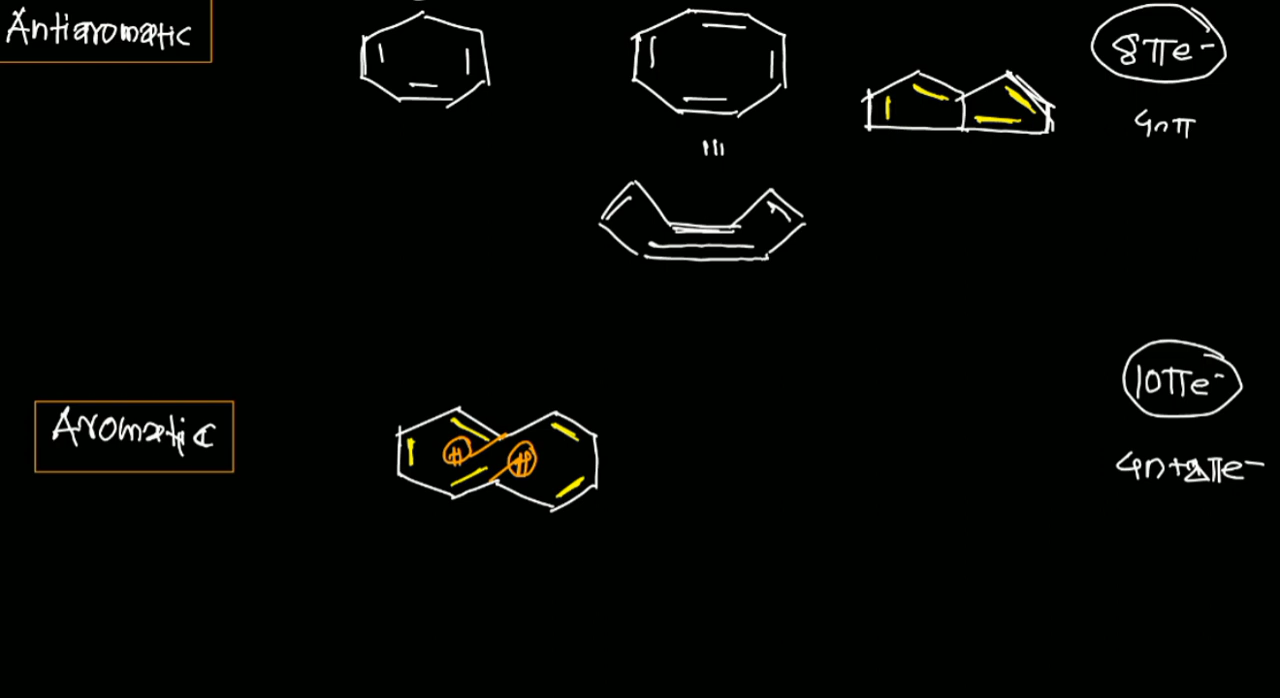 Antiaromatic
8πe-
4nπ
Aromatic
H H
10πe-
4n+2πe-